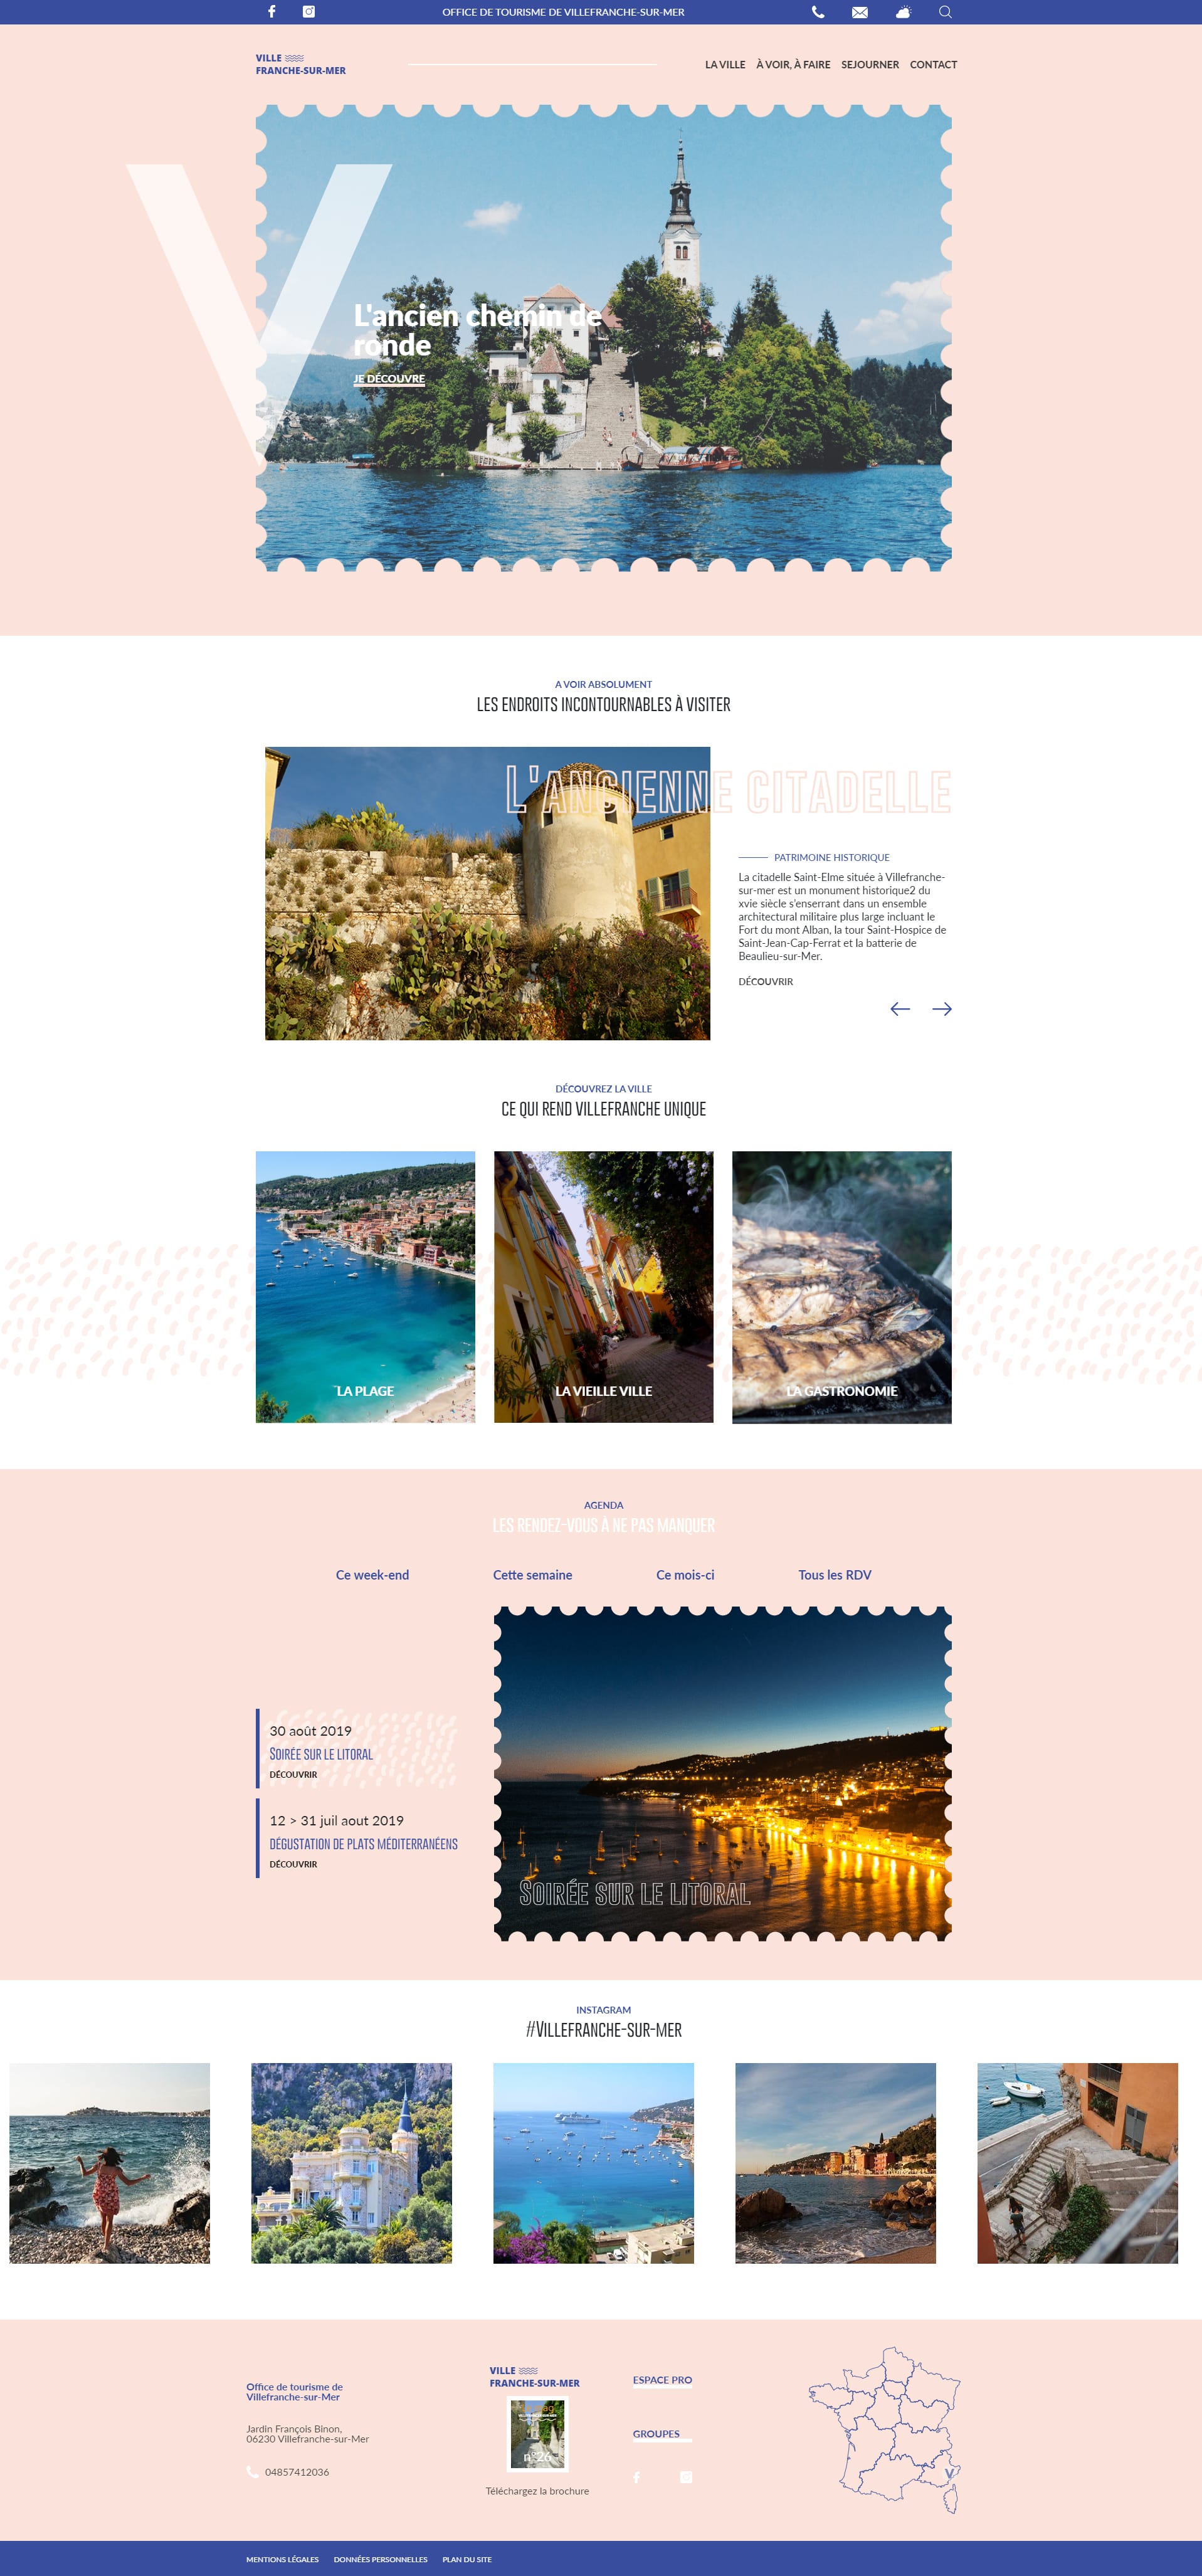 OFFICE DE TOURISME DE VILLEFRANCHE-SUR-MER
VILLE
FRANCHE-SUR-MER
LA VILLE À VOIR, À FAIRE SEJOURNER CONTACT
V
L'ancien chemin de
ronde
JE DÉCOUVRE
A VOIR ABSOLUMENT
LES ENDROITS INCONTOURNABLES À VISITER
L'ANCIENNE CITADELLE
PATRIMOINE HISTORIQUE
La citadelle Saint-Elme située à Villefranche-
sur-mer est un monument historique2 du
xvie siècle s'enserrant dans un ensemble
architectural militaire plus large incluant le
Fort du mont Alban, la tour Saint-Hospice de
Saint-Jean-Cap-Ferrat et la batterie de
Beaulieu-sur-Mer.
DÉCOUVRIR
DÉCOUVREZ LA VILLE
CE QUI REND VILLEFRANCHE UNIQUE
LA PLAGE
LA VIEILLE VILLE
LA GASTRONOMIE
AGENDA
LES RENDEZ-VOUS À NE PAS MANQUER
Ce week-end Cette semaine Ce mois-ci Tous les RDV
30 août 2019
SOIRÉE SUR LE LITORAL
DÉCOUVRIR
12 > 31 juil aout 2019
DÉGUSTATION DE PLATS MÉDITERRANÉENS
DÉCOUVRIR
SOIRÉE SUR LE LITORAL
INSTAGRAM
#VILLEFRANCHE-SUR-MER
Office de tourisme de
Villefranche-sur-Mer
Jardin François Binon,
06230 Villefranche-sur-Mer
04857412036
VILLE
FRANCHE-SUR-MER
n°26
Téléchargez la brochure
ESPACE PRO
GROUPES
V
MENTIONS LÉGALES DONNÉES PERSONNELLES PLAN DU SITE